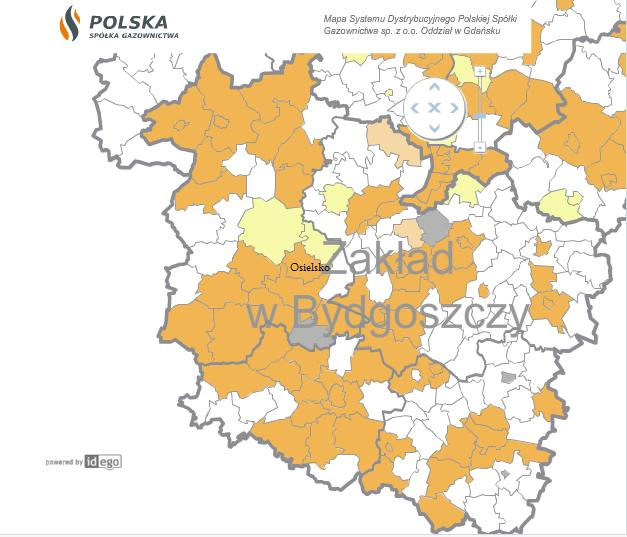 POLSKA
SPÓŁKA GAZOWNICTWA
Mapa Systemu Dystrybucyjnego Polskiej Spółki
Gazownictwa sp. z o.o. Oddział w Gdańsku
Osielsko
Zakład
w Bydgoszczy
powered by idego